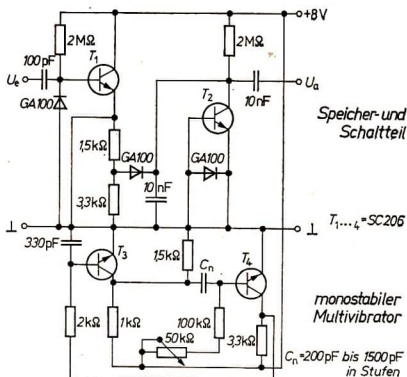 +8V
2MΩ
2MΩ
100pF
T1
Ue
Ua
GA100
T2
10nF
1,5kΩ
GA100
GA100
3,3kΩ
10nF
Speicher- und
Schaltteil
⊥
⊥
T1...4=SC206
330pF
T3
1,5kΩ
Cn
T4
2kΩ
1kΩ
100kΩ
50kΩ
3,3kΩ
monostabiler
Multivibrator
Cn=200pF bis 1500pF
in Stufen